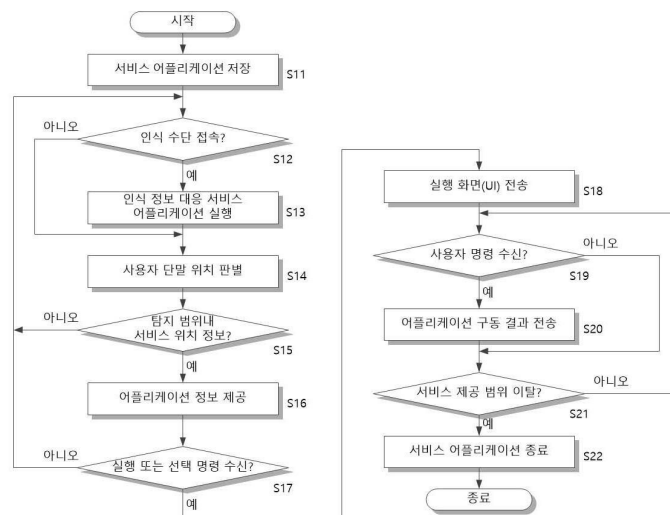 시작
서비스 어플리케이션 저장
S11
아니오
인식 수단 접속?
S12
예
인식 정보 대응 서비스
어플리케이션 실행
S13
사용자 단말 위치 판별
S14
아니오
탐지 범위내
서비스 위치 정보?
S15
예
어플리케이션 정보 제공
S16
아니오
실행 또는 선택 명령 수신?
S17
예
실행 화면(UI) 전송
S18
사용자 명령 수신?
아니오
S19
예
어플리케이션 구동 결과 전송
S20
서비스 제공 범위 이탈?
아니오
S21
예
서비스 어플리케이션 종료
S22
종료